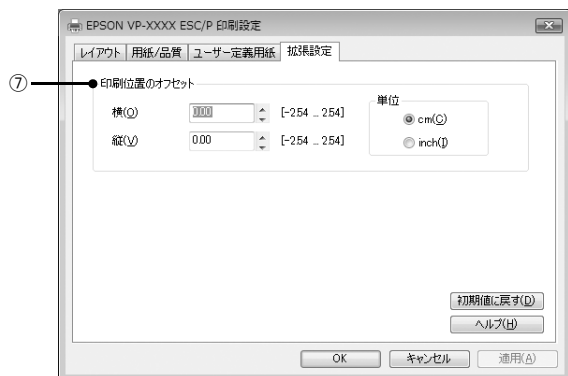 EPSON VP-XXXX ESC/P 印刷設定
レイアウト 用紙/品質 ユーザー定義用紙 拡張設定
⑦ 印刷位置のオフセット
横(O) 0.00 [-2.54 .. 2.54]
縦(V) 0.00 [-2.54 .. 2.54]
単位
cm(C)
inch(I)
初期値に戻す(D)
ヘルプ(H)
OK キャンセル 適用(A)